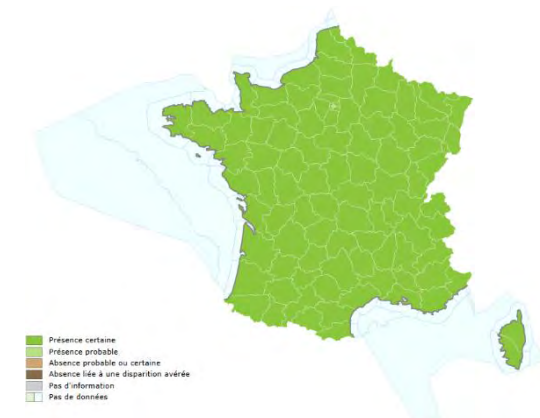 Présence certaine
Présence probable
Absence probable ou certaine
Absence liée à une disparition avérée
Pas d'information
Pas de données